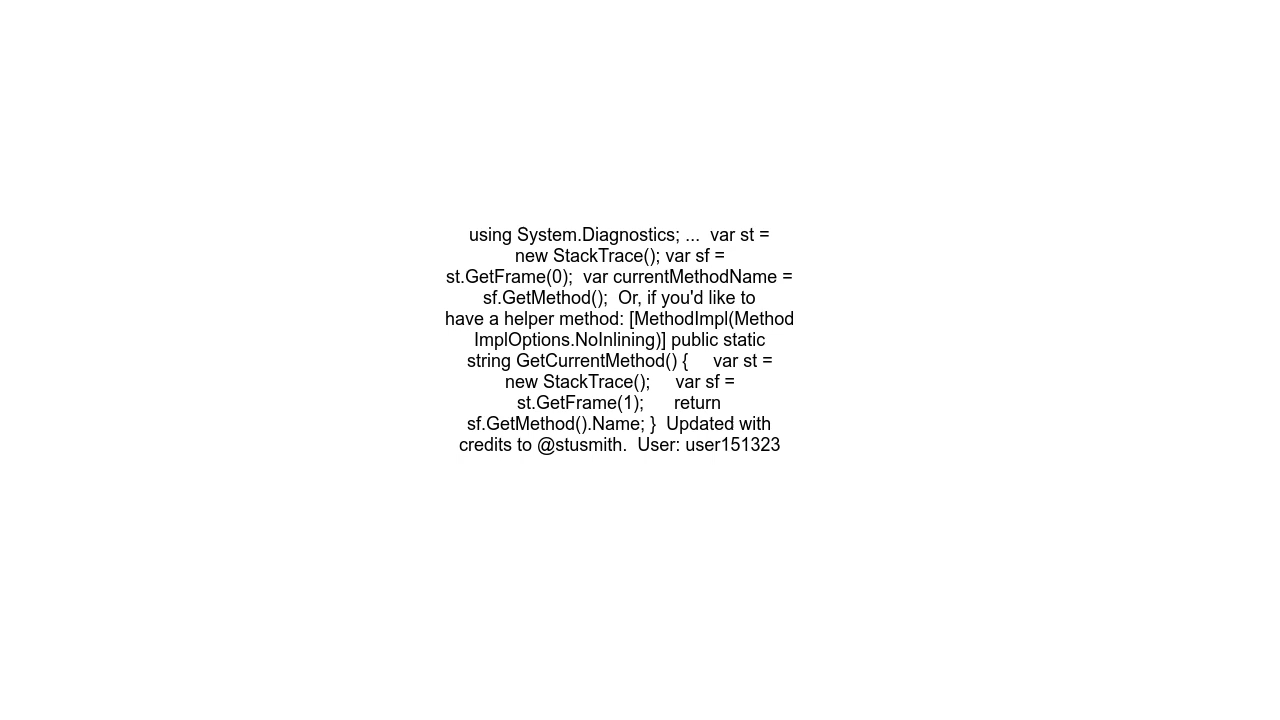 using System.Diagnostics; ...  var st =
new StackTrace(); var sf =
st.GetFrame(0);  var currentMethodName =
sf.GetMethod();  Or, if you'd like to
have a helper method: [MethodImpl(Method
ImplOptions.NoInlining)] public static
string GetCurrentMethod() {     var st =
new StackTrace();     var sf =
st.GetFrame(1);      return
sf.GetMethod().Name; }  Updated with
credits to @stusmith.  User: user151323